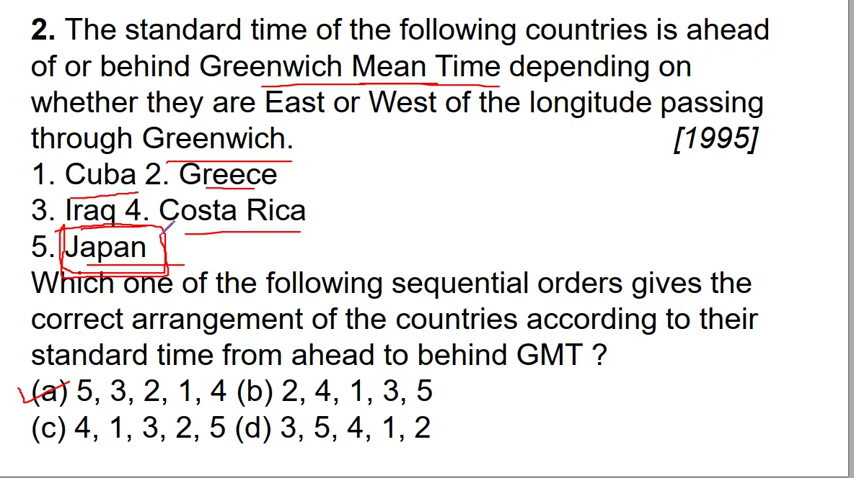 2. The standard time of the following countries is ahead
of or behind Greenwich Mean Time depending on
whether they are East or West of the longitude passing
through Greenwich. [1995]
1. Cuba 2. Greece
3. Iraq 4. Costa Rica
5. Japan
Which one of the following sequential orders gives the
correct arrangement of the countries according to their
standard time from ahead to behind GMT ?
(a) 5, 3, 2, 1, 4 (b) 2, 4, 1, 3, 5
(c) 4, 1, 3, 2, 5 (d) 3, 5, 4, 1, 2